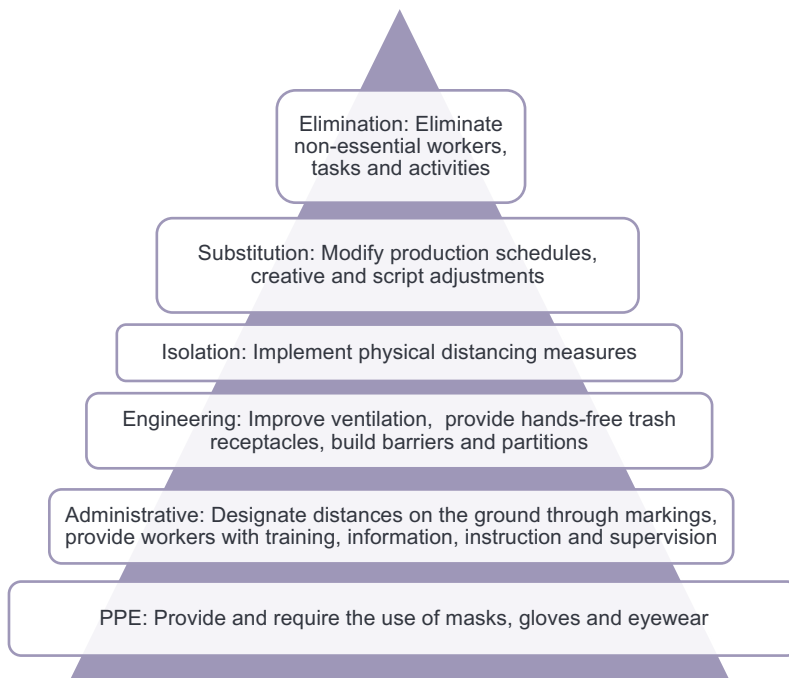 Elimination: Eliminate
non-essential workers,
tasks and activities
Substitution: Modify production schedules,
creative and script adjustments
Isolation: Implement physical distancing measures
Engineering: Improve ventilation,  provide hands-free trash
receptacles, build barriers and partitions
Administrative: Designate distances on the ground through markings,
provide workers with training, information, instruction and supervision
PPE: Provide and require the use of masks, gloves and eyewear